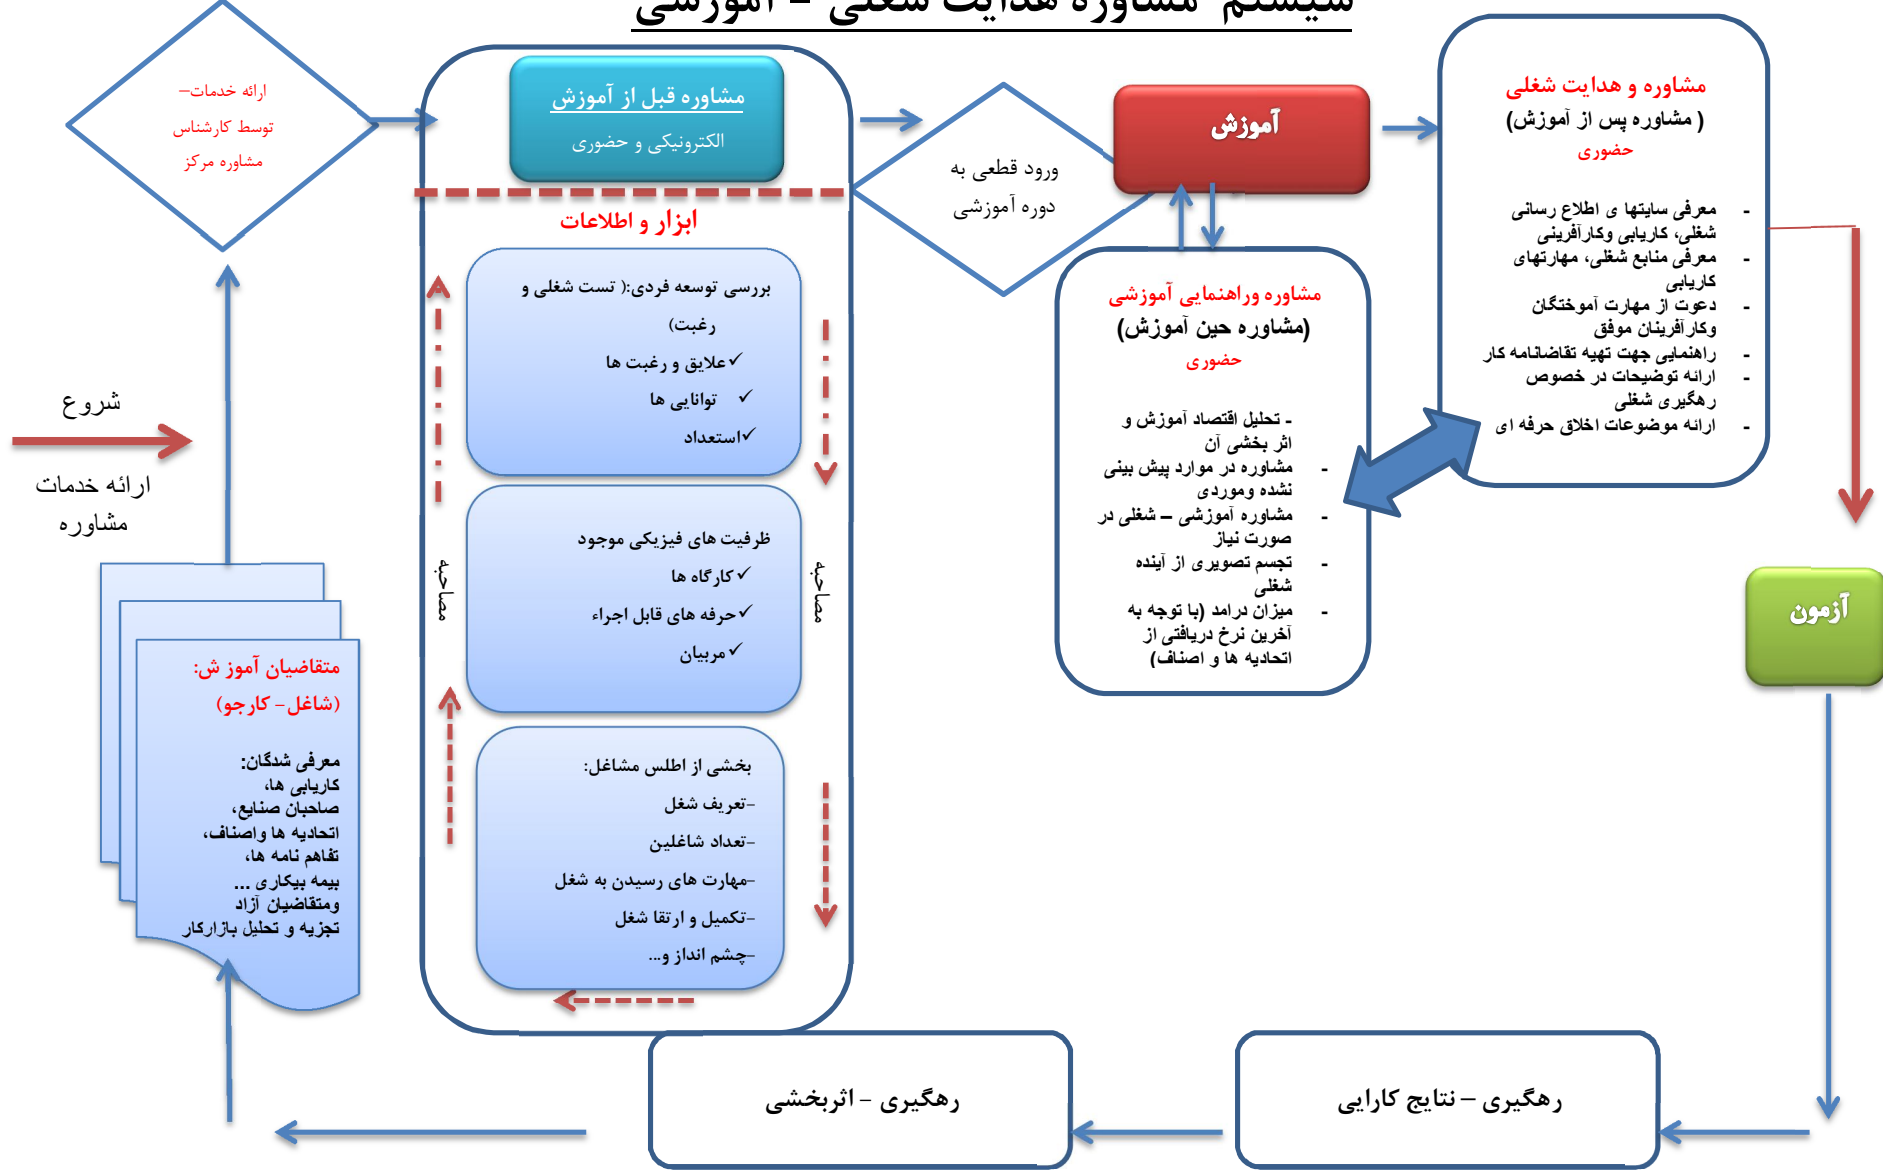 سیستم مشاوره هدایت شغلی - آموزشی
ارائه خدمات–
توسط کارشناس
مشاوره مرکز
مشاوره قبل از آموزش
الکترونیکی و حضوری
ابزار و اطلاعات
بررسی توسعه فردی:( تست شغلی و
رغبت)
✓علایق و رغبت ها
✓ توانایی ها
✓استعداد
ظرفیت های فیزیکی موجود
✓کارگاه ها
✓حرفه های قابل اجراء
✓مربیان
بخشی از اطلس مشاغل:
-تعریف شغل
-تعداد شاغلین
-مهارت های رسیدن به شغل
-تکمیل و ارتقا شغل
-چشم انداز و...
مصاحبه
مصاحبه
ورود قطعی به
دوره آموزشی
آموزش
مشاوره وراهنمایی آموزشی
(مشاوره حین آموزش)
حضوری
- تحلیل اقتصاد آموزش و
اثر بخشی آن
- مشاوره در موارد پیش بینی
نشده وموردی
- مشاوره آموزشی – شغلی در
صورت نیاز
- تجسم تصویری از آینده
شغلی
- میزان درامد (با توجه به
آخرین نرخ دریافتی از
اتحادیه ها و اصناف)
مشاوره و هدایت شغلی
( مشاوره پس از آموزش)
حضوری
- معرفی سایتها ی اطلاع رسانی
شغلی، کاریابی وکارآفرینی
- معرفی منابع شغلی، مهارتهای
کاریابی
- دعوت از مهارت آموختگان
وکارآفرینان موفق
- راهنمایی جهت تهیه تقاضانامه کار
- ارائه توضیحات در خصوص
رهگیری شغلی
- ارائه موضوعات اخلاق حرفه ای
آزمون
شروع
ارائه خدمات
مشاوره
متقاضیان آموز ش:
(شاغل- کارجو)
معرفی شدگان:
کاریابی ها،
صاحبان صنایع،
اتحادیه ها واصناف،
تفاهم نامه ها،
بیمه بیکاری ...
ومتقاضیان آزاد
تجزیه و تحلیل بازارکار
رهگیری – نتایج کارایی
رهگیری - اثربخشی